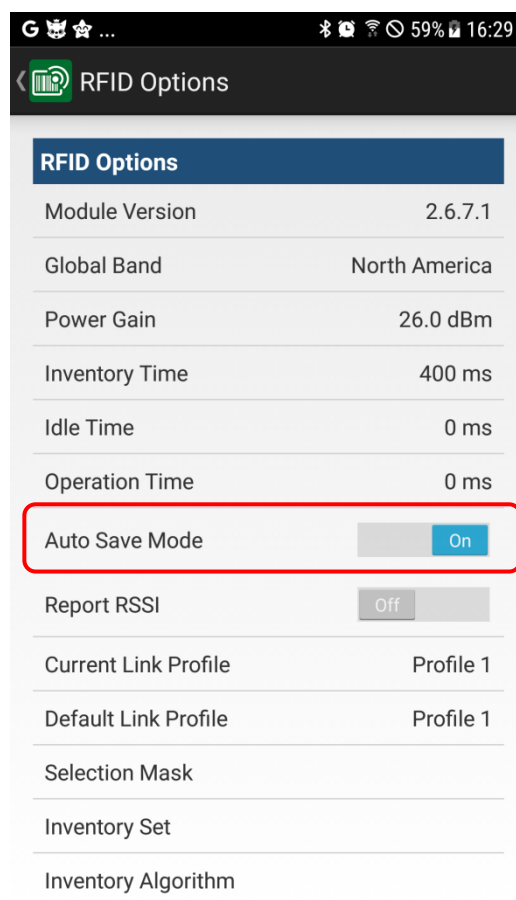 G ... 59% 16:29
RFID Options
RFID Options
Module Version 2.6.7.1
Global Band North America
Power Gain 26.0 dBm
Inventory Time 400 ms
Idle Time 0 ms
Operation Time 0 ms
Auto Save Mode On
Report RSSI Off
Current Link Profile Profile 1
Default Link Profile Profile 1
Selection Mask
Inventory Set
Inventory Algorithm